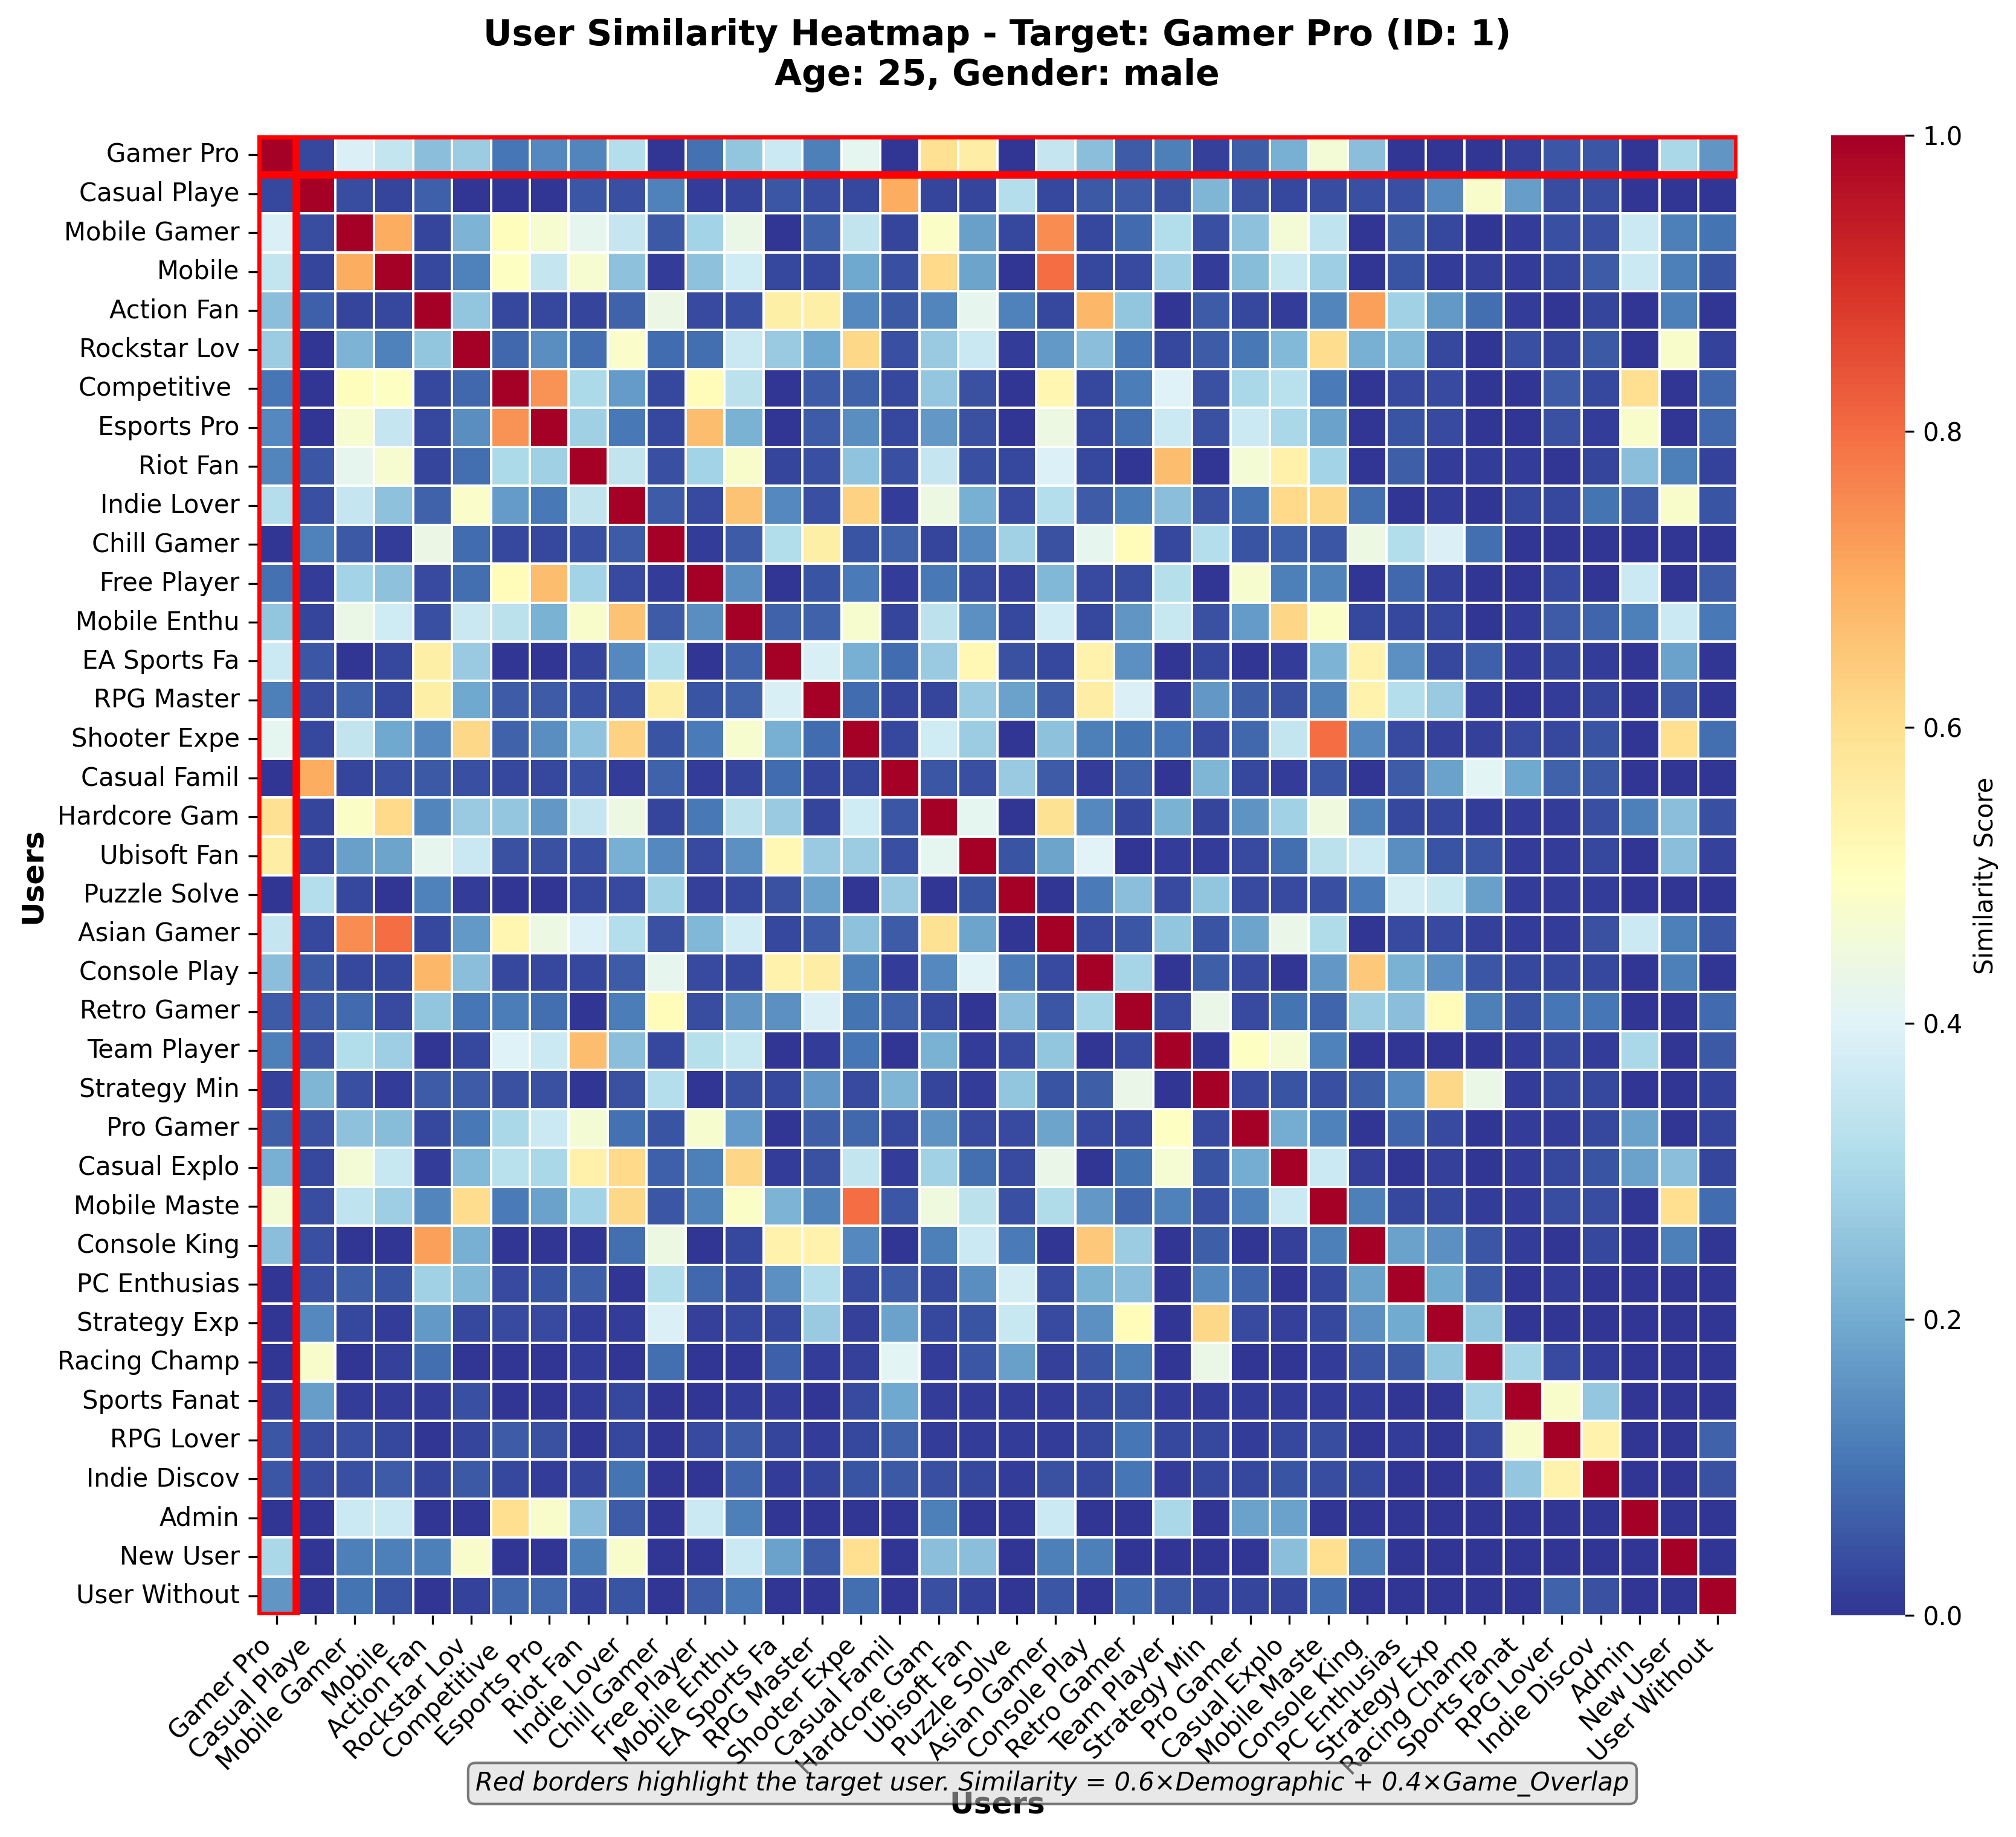 User Similarity Heatmap - Target: Gamer Pro (ID: 1)
Age: 25, Gender: male
Gamer Pro
Casual Playe
Mobile Gamer
Mobile
Action Fan
Rockstar Lov
Competitive
Esports Pro
Riot Fan
Indie Lover
Chill Gamer
Free Player
Mobile Enthu
EA Sports Fa
RPG Master
Shooter Expe
Casual Famil
Hardcore Gam
Ubisoft Fan
Puzzle Solve
Asian Gamer
Console Play
Retro Gamer
Team Player
Strategy Min
Pro Gamer
Casual Explo
Mobile Maste
Console King
PC Enthusias
Strategy Exp
Racing Champ
Sports Fanat
RPG Lover
Indie Discov
Admin
New User
User Without
Users
1.0
0.8
0.6
0.4
0.2
0.0
Similarity Score
Gamer Pro
Casual Playe
Mobile Gamer
Mobile
Action Fan
Rockstar Lov
Competitive
Esports Pro
Riot Fan
Indie Lover
Chill Gamer
Free Player
Mobile Enthu
EA Sports Fa
RPG Master
Shooter Expe
Casual Famil
Hardcore Gam
Ubisoft Fan
Puzzle Solve
Asian Gamer
Console Play
Retro Gamer
Team Player
Strategy Min
Pro Gamer
Casual Explo
Mobile Maste
Console King
PC Enthusias
Strategy Exp
Racing Champ
Sports Fanat
RPG Lover
Indie Discov
Admin
New User
User Without
Red borders highlight the target user. Similarity = 0.6×Demographic + 0.4×Game_Overlap
Users